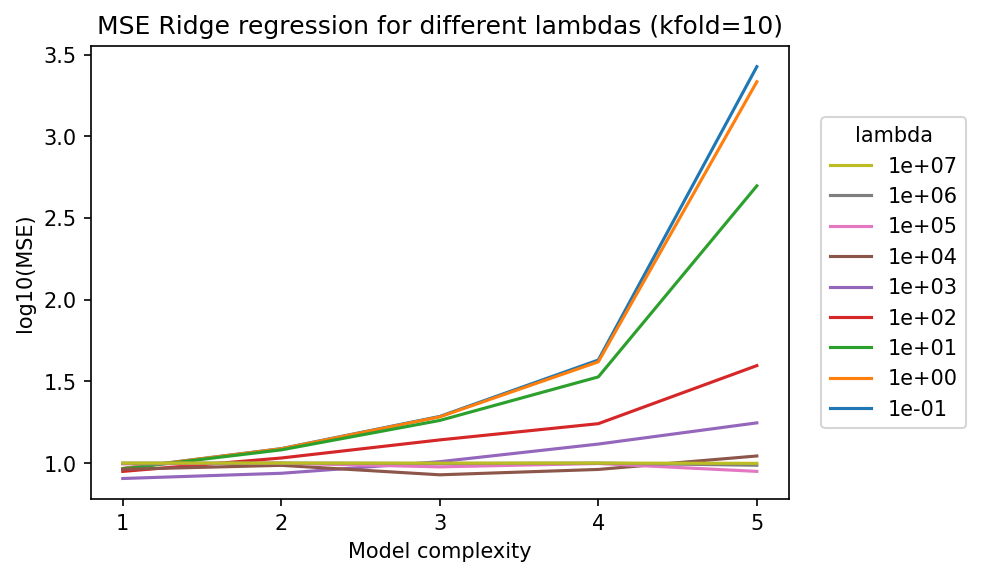 MSE Ridge regression for different lambdas (kfold=10)
log10(MSE)
3.5
3.0
2.5
2.0
1.5
1.0
1
2
3
4
5
Model complexity
lambda
1e+07
1e+06
1e+05
1e+04
1e+03
1e+02
1e+01
1e+00
1e-01